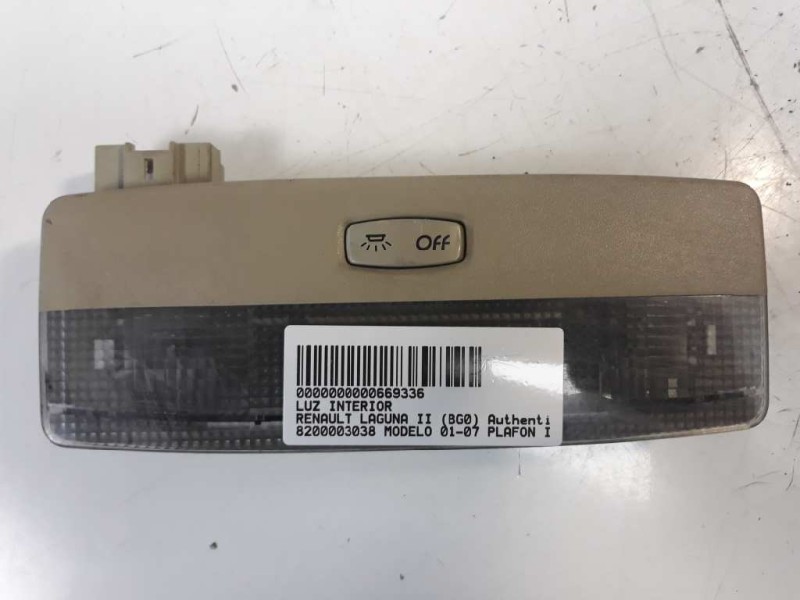 OFF
0000000000669336
LUZ INTERIOR
RENAULT LAGUNA II (BG0) Authenti
8200003038 MODELO 01-07 PLAFON I